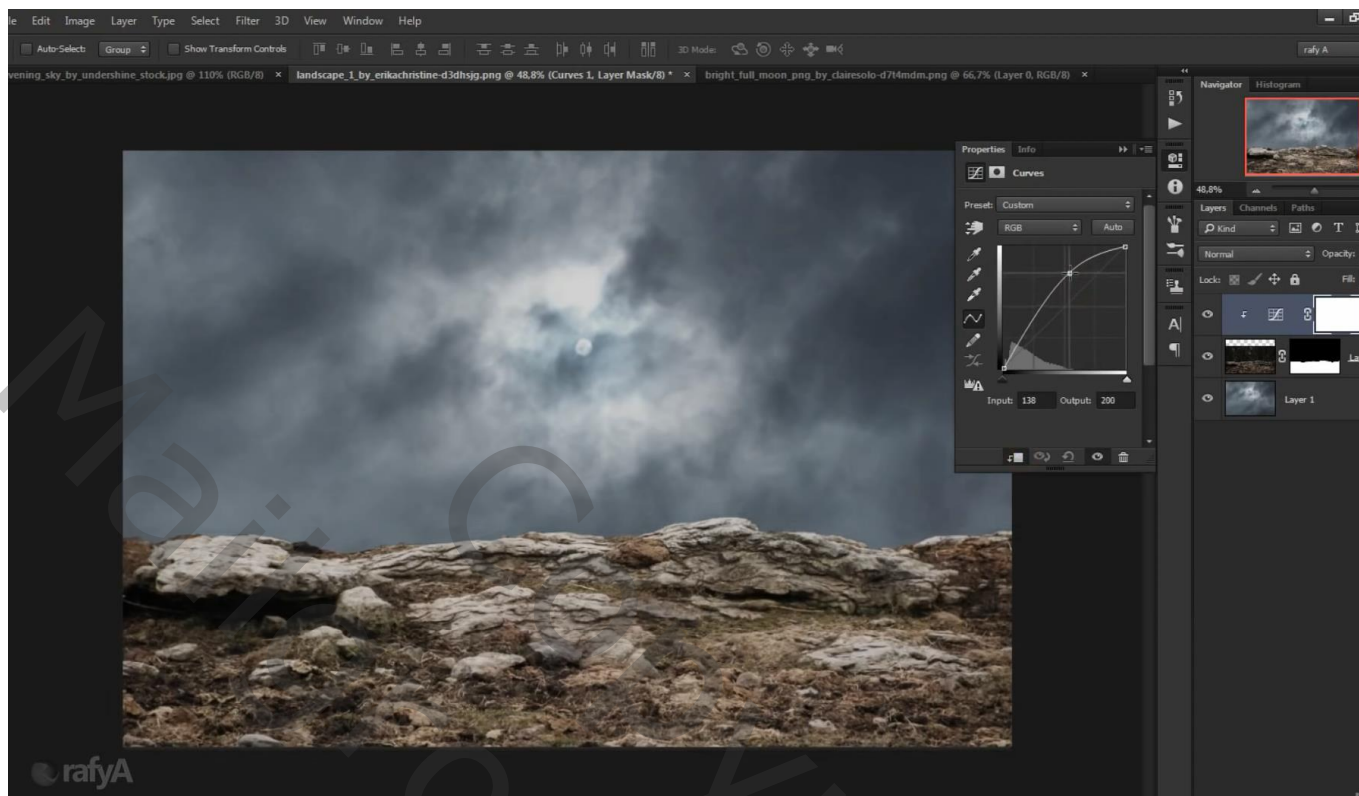 le Edit Image Layer Type Select Filter 3D View Window Help
Auto-Select: Group Show Transform Controls 3D Mode: rafy A
vening_sky_by_undershine_stock.jpg @ 110% (RGB/8) × landscape_1_by_erikachristine-d3dhsjg.png @ 48,8% (Curves 1, Layer Mask/8) * × bright_full_moon_png_by_clairesolo-d7t4mdm.png @ 66,7% (Layer 0, RGB/8) ×
Navigator Histogram
48,8%
Properties Info
Curves
Preset: Custom
RGB Auto
Input: 138 Output: 200
Layers Channels Paths
Kind
Normal Opacity:
Lock: Fill:
La
Layer 1
rafyA